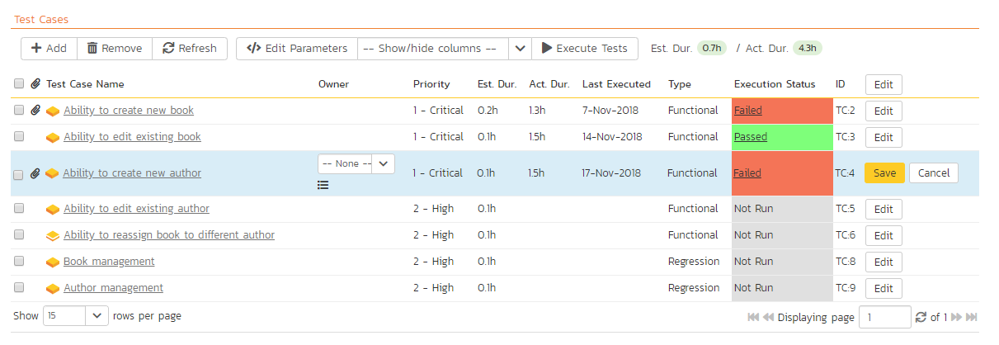 Test Cases
Add Remove Refresh Edit Parameters -- Show/hide columns -- Execute Tests Est. Dur. 0.7h / Act. Dur. 4.3h
Test Case Name Owner Priority Est. Dur. Act. Dur. Last Executed Type Execution Status ID Edit
Ability to create new book 1 - Critical 0.2h 1.3h 7-Nov-2018 Functional Failed TC:2 Edit
Ability to edit existing book 1 - Critical 0.1h 1.5h 14-Nov-2018 Functional Passed TC:3 Edit
Ability to create new author -- None -- 1 - Critical 0.1h 1.5h 17-Nov-2018 Functional Failed TC:4 Save Cancel
Ability to edit existing author 2 - High 0.1h Functional Not Run TC:5 Edit
Ability to reassign book to different author 2 - High 0.1h Functional Not Run TC:6 Edit
Book management 2 - High 0.1h Regression Not Run TC:8 Edit
Author management 2 - High 0.1h Regression Not Run TC:9 Edit
Show 15 rows per page Displaying page 1 of 1